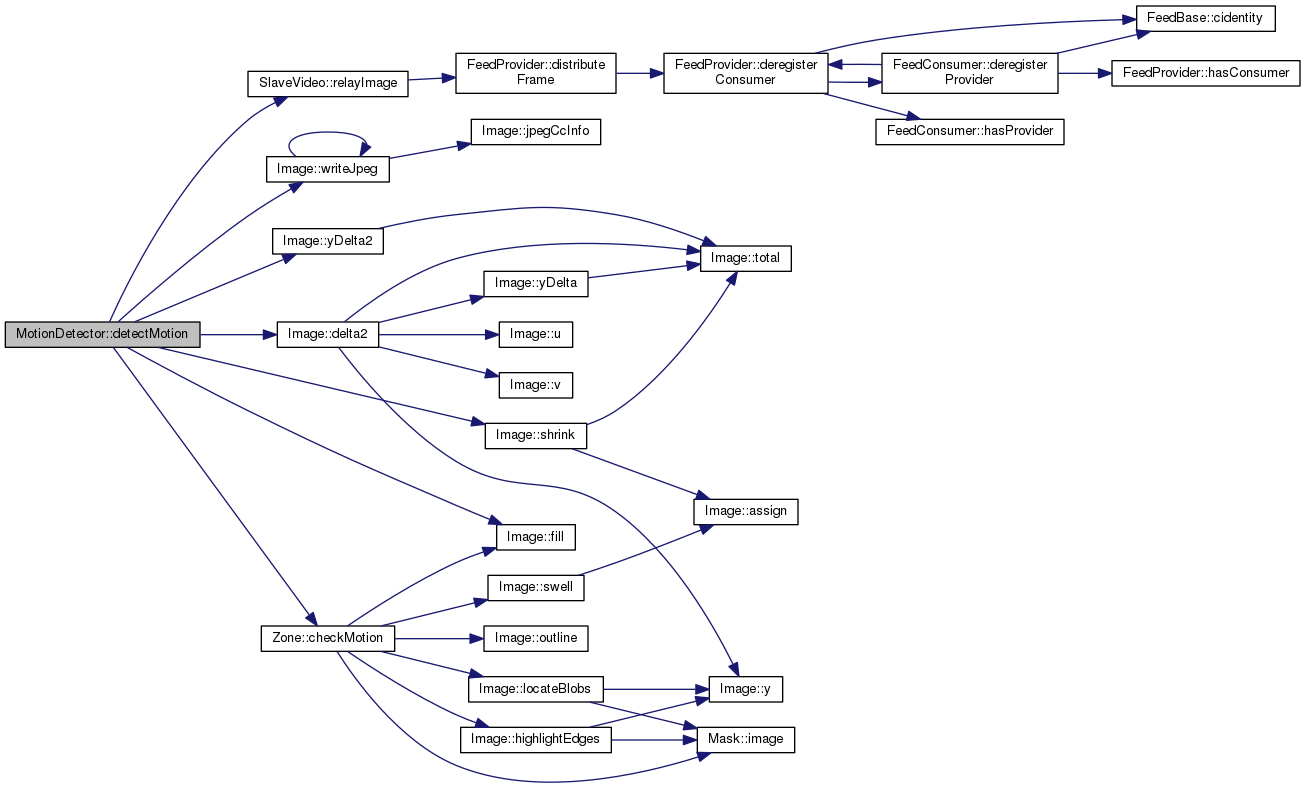 FeedBase::cidentity
FeedProvider::distribute
Frame
FeedProvider::deregister
Consumer
FeedConsumer::deregister
Provider
FeedProvider::hasConsumer
SlaveVideo::relayImage
Image::jpegCcInfo
FeedConsumer::hasProvider
Image::writeJpeg
Image::yDelta2
Image::total
Image::yDelta
MotionDetector::detectMotion
Image::delta2
Image::u
Image::v
Image::shrink
Image::assign
Image::fill
Image::swell
Zone::checkMotion
Image::outline
Image::locateBlobs
Image::y
Image::highlightEdges
Mask::image